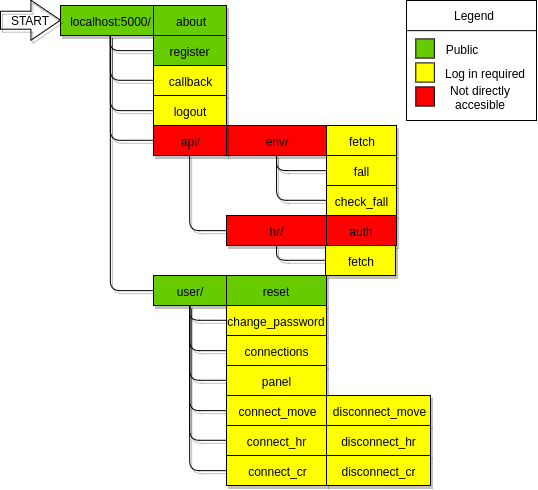 START
localhost:5000/
about
register
callback
logout
api/
env/
fetch
fall
check_fall
hr/
auth
fetch
user/
reset
change_password
connections
panel
connect_move
disconnect_move
connect_hr
disconnect_hr
connect_cr
disconnect_cr
Legend
Public
Log in required
Not directly
accesible